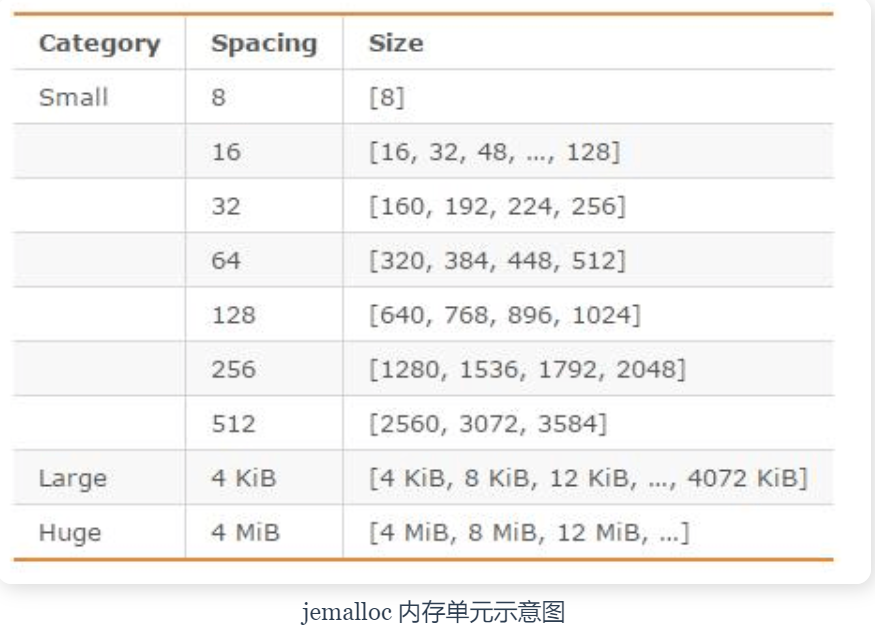 Category Spacing Size
Small 8 [8]
16 [16, 32, 48, ..., 128]
32 [160, 192, 224, 256]
64 [320, 384, 448, 512]
128 [640, 768, 896, 1024]
256 [1280, 1536, 1792, 2048]
512 [2560, 3072, 3584]
Large 4 KiB [4 KiB, 8 KiB, 12 KiB, ..., 4072 KiB]
Huge 4 MiB [4 MiB, 8 MiB, 12 MiB, ...]
jemalloc 内存单元示意图